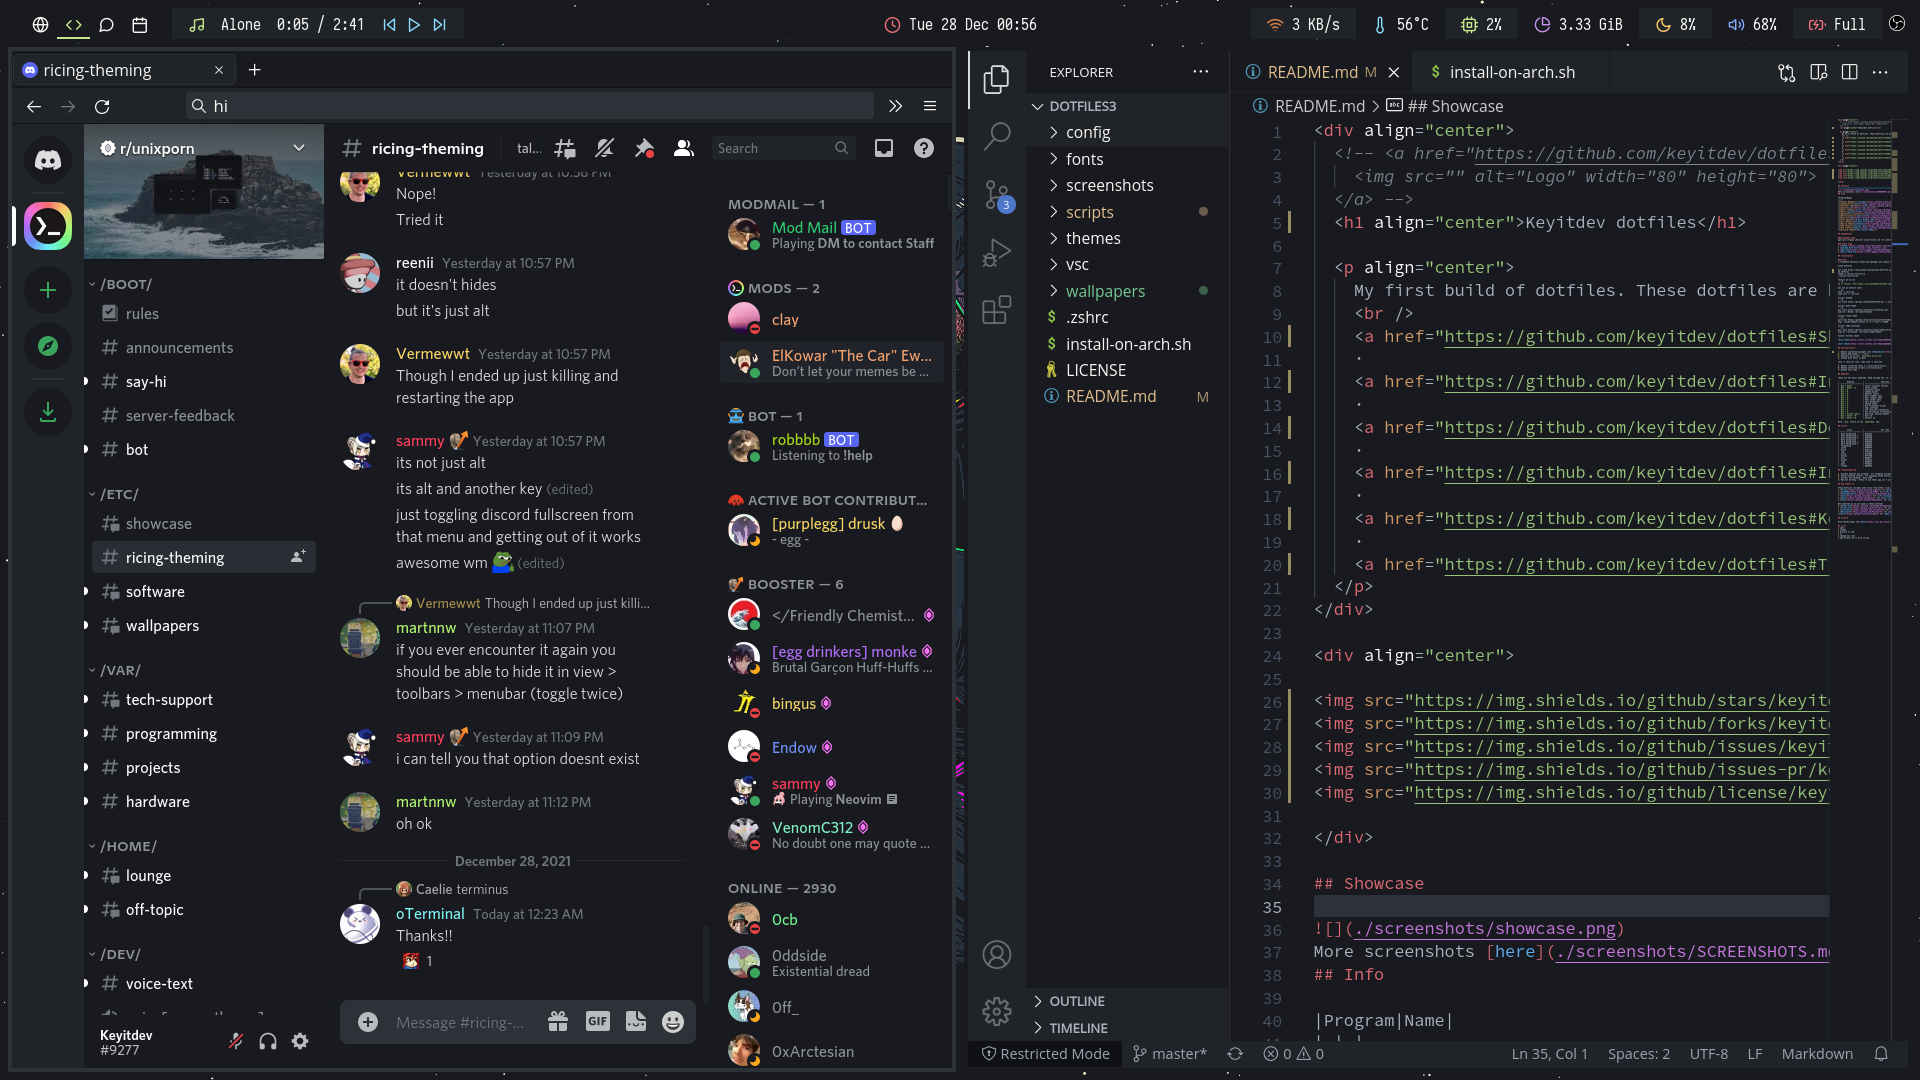 Alone 0:05 / 2:41
Tue 28 Dec 00:56
3 KB/s 56°C 2% 3.33 GiB 8% 68% Full
ricing-theming
hi
r/unixporn
/BOOT/
rules
announcements
say-hi
server-feedback
bot
/ETC/
showcase
ricing-theming
software
wallpapers
/VAR/
tech-support
programming
projects
hardware
/HOME/
lounge
off-topic
/DEV/
voice-text
Keyitdev
#9277
ricing-theming tal... Search
Vermewwt Yesterday at 10:56 PM
Nope!
Tried it
reenii Yesterday at 10:57 PM
it doesn't hides
but it's just alt
Vermewwt Yesterday at 10:57 PM
Though I ended up just killing and
restarting the app
sammy Yesterday at 10:57 PM
its not just alt
its alt and another key (edited)
just toggling discord fullscreen from
that menu and getting out of it works
awesome wm (edited)
Vermewwt Though I ended up just killi...
martnnw Yesterday at 11:07 PM
if you ever encounter it again you
should be able to hide it in view >
toolbars > menubar (toggle twice)
sammy Yesterday at 11:09 PM
i can tell you that option doesnt exist
martnnw Yesterday at 11:12 PM
oh ok
December 28, 2021
Caelie terminus
oTerminal Today at 12:23 AM
Thanks!!
1
Message #ricing-...
GIF
MODMAIL — 1
Mod Mail BOT
Playing DM to contact Staff
MODS — 2
clay
ElKowar "The Car" Ew...
Don't let your memes be ...
BOT — 1
robbbb BOT
Listening to !help
ACTIVE BOT CONTRIBUT...
[purplegg] drusk
- egg -
BOOSTER — 6
</Friendly Chemist...
[egg drinkers] monke
Brutal Garçon Huff-Huffs ...
bingus
Endow
sammy
Playing Neovim
VenomC312
No doubt one may quote ...
ONLINE — 2930
0cb
0ddside
Existential dread
0ff_
0xArctesian
3
EXPLORER
DOTFILES3
config
fonts
screenshots
scripts
themes
vsc
wallpapers
$ .zshrc
$ install-on-arch.sh
LICENSE
README.md M
OUTLINE
TIMELINE
README.md M
$ install-on-arch.sh
README.md > ## Showcase
1 <div align="center">
2 <!-- <a href="https://github.com/keyitdev/dotfile
3 <img src="" alt="Logo" width="80" height="80">
4 </a> -->
5 <h1 align="center">Keyitdev dotfiles</h1>
6
7 <p align="center">
8 My first build of dotfiles. These dotfiles are
9 <br />
10 <a href="https://github.com/keyitdev/dotfiles#S
11 ·
12 <a href="https://github.com/keyitdev/dotfiles#I
13 ·
14 <a href="https://github.com/keyitdev/dotfiles#D
15 ·
16 <a href="https://github.com/keyitdev/dotfiles#I
17 ·
18 <a href="https://github.com/keyitdev/dotfiles#K
19 ·
20 <a href="https://github.com/keyitdev/dotfiles#T
21 </p>
22 </div>
23
24 <div align="center">
25
26 <img src="https://img.shields.io/github/stars/keyit
27 <img src="https://img.shields.io/github/forks/keyit
28 <img src="https://img.shields.io/github/issues/keyi
29 <img src="https://img.shields.io/github/issues-pr/k
30 <img src="https://img.shields.io/github/license/key
31
32 </div>
33
34 ## Showcase
35
36 ![](./screenshots/showcase.png)
37 More screenshots [here](./screenshots/SCREENSHOTS.m
38 ## Info
39
40 |Program|Name|
Restricted Mode master* 0 0
Ln 35, Col 1 Spaces: 2 UTF-8 LF Markdown